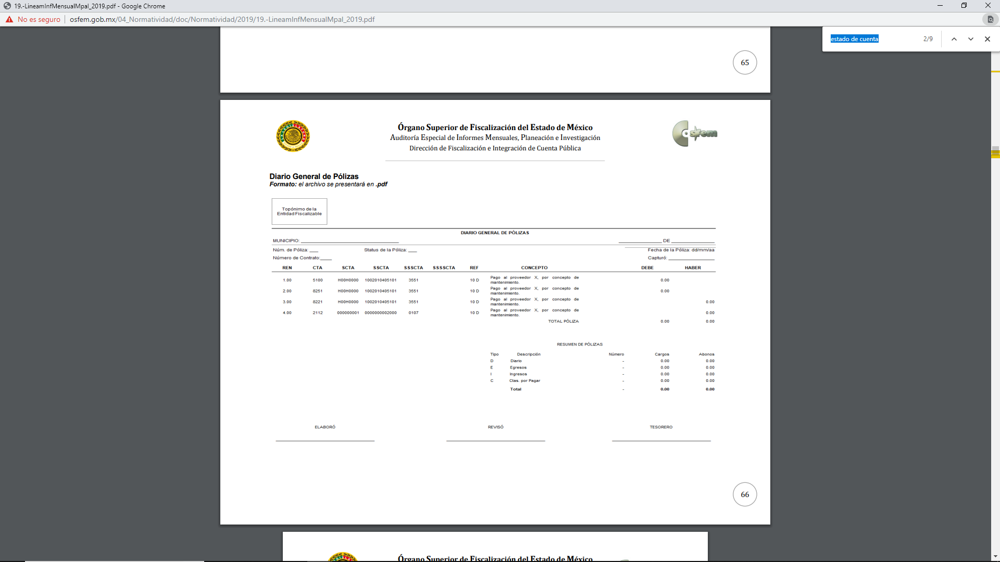 19.-LineamInfMensualMpal_2019.pdf - Google Chrome
No es seguro osfem.gob.mx/04_Normatividad/doc/Normatividad/2019/19.-LineamInfMensualMpal_2019.pdf
estado de cuenta 2/9
65
Órgano Superior de Fiscalización del Estado de México
Auditoría Especial de Informes Mensuales, Planeación e Investigación
Dirección de Fiscalización e Integración de Cuenta Pública
osfem
Diario General de Pólizas
Formato: el archivo se presentará en .pdf
Topónimo de la
Entidad Fiscalizable
DIARIO GENERAL DE PÓLIZAS
MUNICIPIO: ____ ____ DE ____
Núm. de Póliza: ___ Status de la Póliza: ___ Fecha de la Póliza: dd/mm/aa
Número de Contrato:____ Capturó: ____
REN CTA SCTA SSCTA SSSCTA SSSSCTA REF CONCEPTO DEBE HABER
1.00 5100 H00H0000 1002010405101 3551 10 D Pago al proveedor X, por concepto de mantenimiento. 0.00
2.00 8251 H00H0000 1002010405101 3551 10 D Pago al proveedor X, por concepto de mantenimiento. 0.00
3.00 8221 H00H0000 1002010405101 3551 10 D Pago al proveedor X, por concepto de mantenimiento. 0.00
4.00 2112 000000001 0000000002000 0107 10 D Pago al proveedor X, por concepto de mantenimiento. 0.00
TOTAL PÓLIZA 0.00 0.00
RESUMEN DE PÓLIZAS
Tipo Descripción Número Cargos Abonos
D Diario - 0.00 0.00
E Egresos - 0.00 0.00
I Ingresos - 0.00 0.00
C Ctas. por Pagar - 0.00 0.00
Total - 0.00 0.00
ELABORÓ REVISÓ TESORERO
66
Órgano Superior de Fiscalización del Estado de México